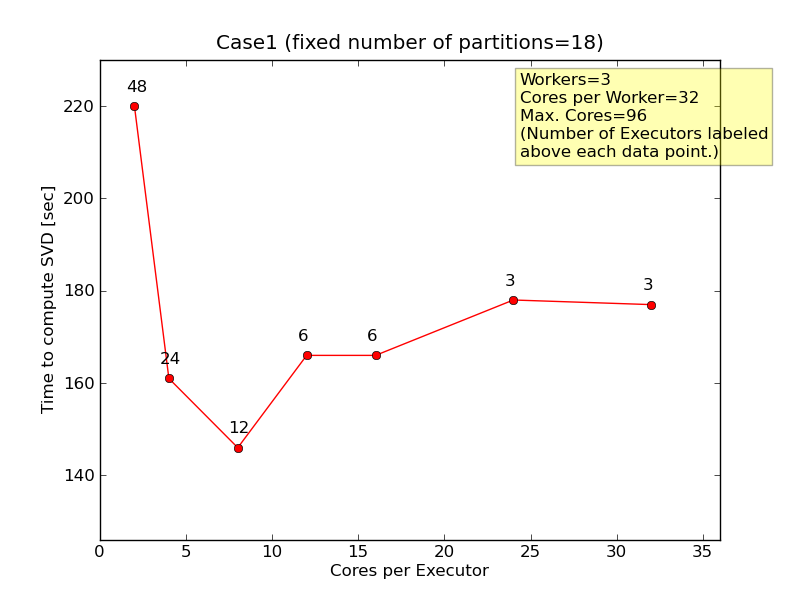 Case1 (fixed number of partitions=18)
Workers=3
Cores per Worker=32
Max. Cores=96
(Number of Executors labeled
above each data point.)
Time to compute SVD [sec]
220
200
180
160
140
48
24
12
6
6
3
3
0
5
10
15
20
25
30
35
Cores per Executor